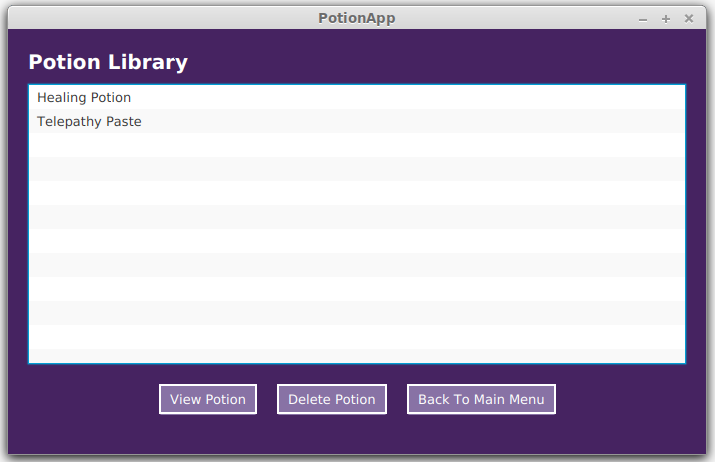 PotionApp
Potion Library
Healing Potion
Telepathy Paste
View Potion
Delete Potion
Back To Main Menu